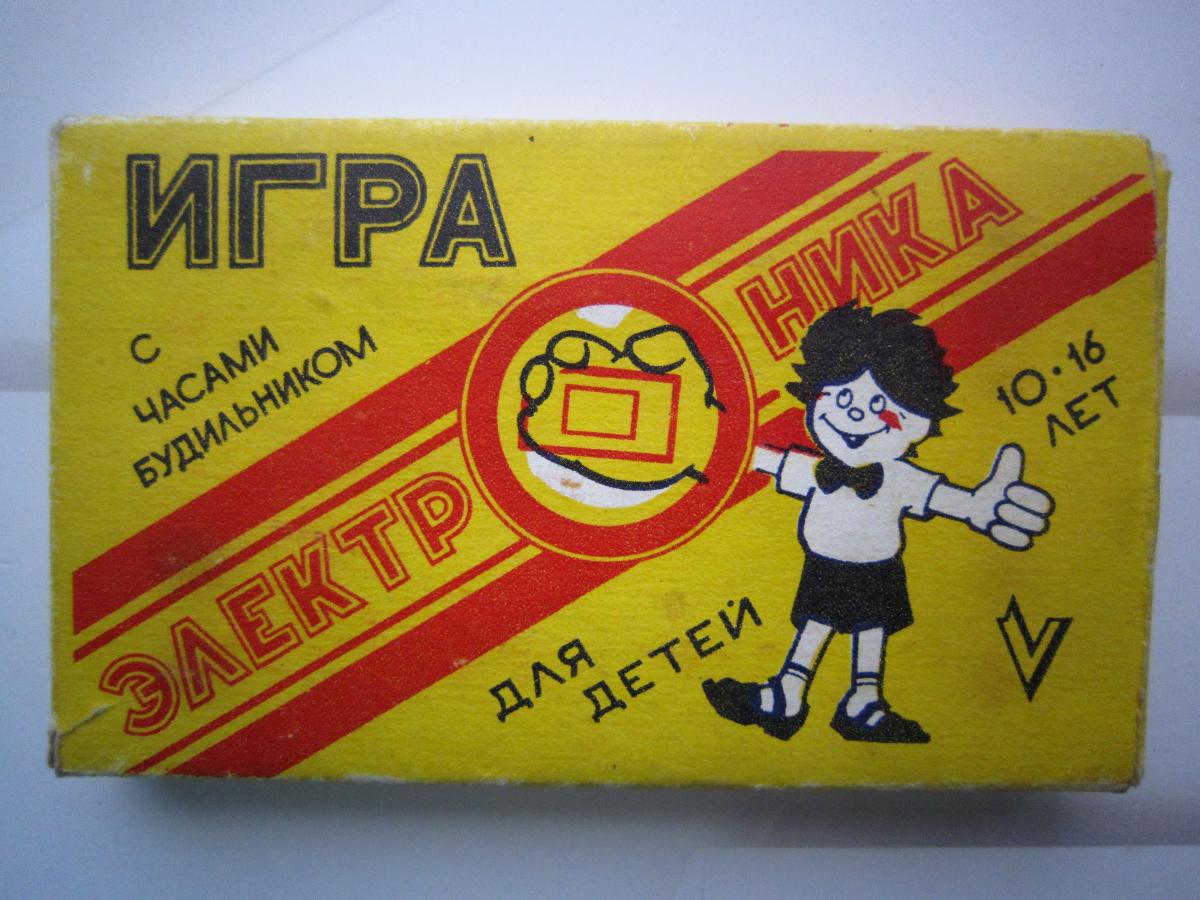 ИГРА
С
ЧАСАМИ
БУДИЛЬНИКОМ
ЭЛЕКТРОНИКА
10·16
ЛЕТ
ДЛЯ
ДЕТЕЙ